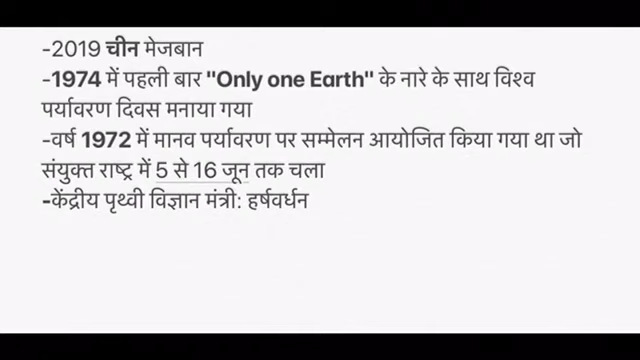 -2019 चीन मेजबान
-1974 में पहली बार "Only one Earth" के नारे के साथ विश्व
पर्यावरण दिवस मनाया गया
-वर्ष 1972 में मानव पर्यावरण पर सम्मेलन आयोजित किया गया था जो
संयुक्त राष्ट्र में 5 से 16 जून तक चला
-केंद्रीय पृथ्वी विज्ञान मंत्री: हर्षवर्धन